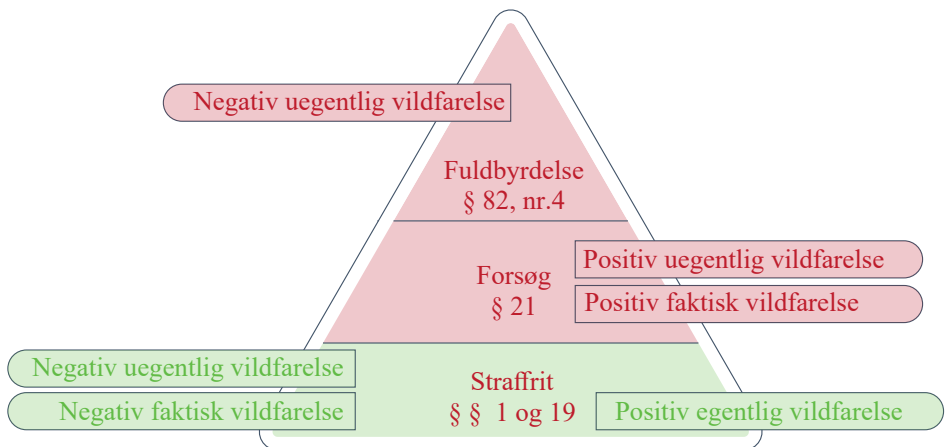 Negativ uegentlig vildfarelse
Fuldbyrdelse
§ 82, nr.4
Positiv uegentlig vildfarelse
Forsøg
§ 21
Positiv faktisk vildfarelse
Negativ uegentlig vildfarelse
Straffrit
§ § 1 og 19
Negativ faktisk vildfarelse
Positiv egentlig vildfarelse